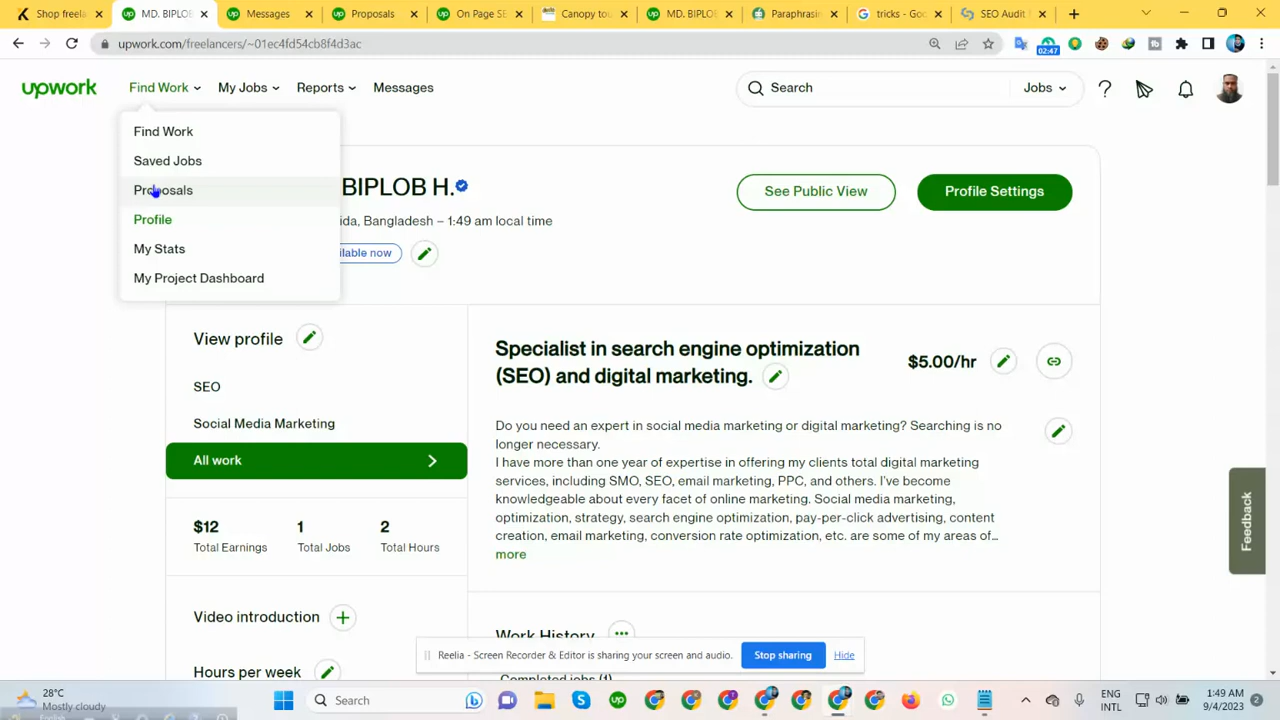 Shop freela
MD. BIPLOB
Messages
Proposals
On Page SE
Canopy tou
MD. BIPLOB
Paraphrasin
tricks - Goo
SEO Audit
upwork.com/freelancers/~01ec4fd54cb8f4d3ac
02:47
upwork
Find Work
My Jobs
Reports
Messages
Search
Jobs
Find Work
Saved Jobs
Proposals
Profile
My Stats
My Project Dashboard
BIPLOB H.
ida, Bangladesh – 1:49 am local time
ilable now
See Public View
Profile Settings
View profile
SEO
Social Media Marketing
All work
$12
1
2
Total Earnings
Total Jobs
Total Hours
Video introduction
Hours per week
Specialist in search engine optimization
(SEO) and digital marketing.
$5.00/hr
Do you need an expert in social media marketing or digital marketing? Searching is no
longer necessary.
I have more than one year of expertise in offering my clients total digital marketing
services, including SMO, SEO, email marketing, PPC, and others. I've become
knowledgeable about every facet of online marketing. Social media marketing,
optimization, strategy, search engine optimization, pay-per-click advertising, content
creation, email marketing, conversion rate optimization, etc. are some of my areas of...
more
Work History
Completed jobs (1)
Feedback
Reelia - Screen Recorder & Editor is sharing your screen and audio.
Stop sharing
Hide
28°C
Mostly cloudy
English
Search
ENG
INTL
1:49 AM
9/4/2023